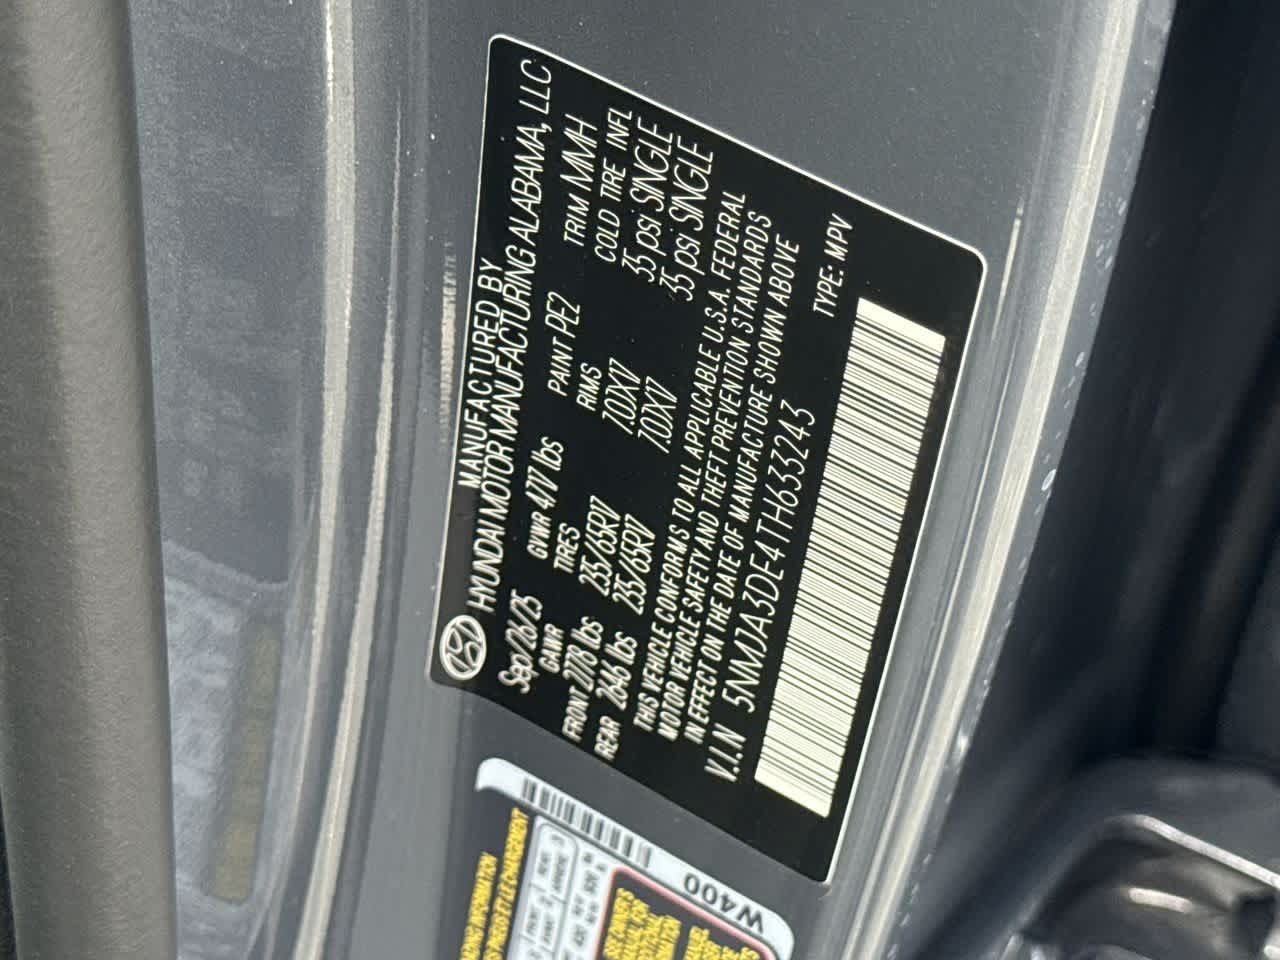 MANUFACTURED BY
HYUNDAI MOTOR MANUFACTURING ALABAMA, LLC
Sep/26/25 GVWR 4717 lbs PAINT PE2 TRIM MMH
GAWR TIRES RIMS COLD TIRE INFL
FRONT 2778 lbs 235/65R17 7.0JX17 35 psi SINGLE
REAR 2646 lbs 235/65R17 7.0JX17 35 psi SINGLE
THIS VEHICLE CONFORMS TO ALL APPLICABLE U.S.A. FEDERAL
MOTOR VEHICLE SAFETY AND THEFT PREVENTION STANDARDS
IN EFFECT ON THE DATE OF MANUFACTURE SHOWN ABOVE
V.I.N 5NMJA3DE4TH633243 TYPE: MPV
W400